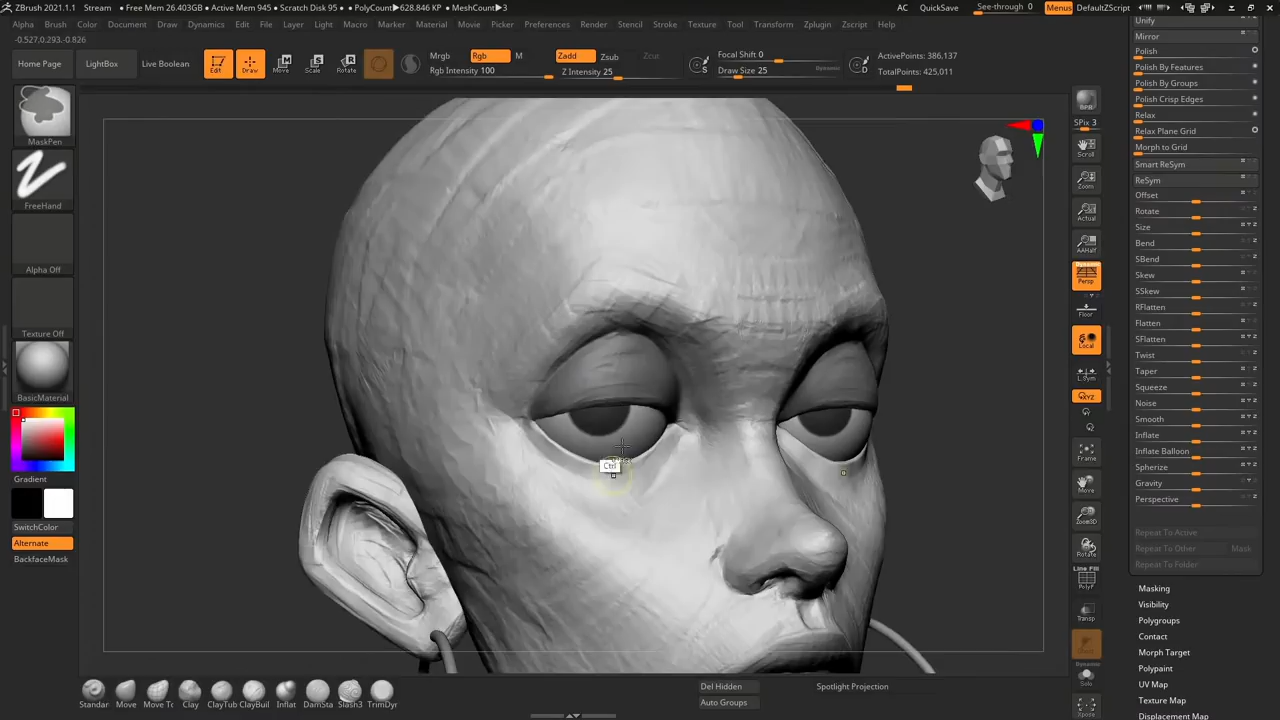 ZBrush 2021.1.1 Stream • Free Mem 26.403GB • Active Mem 945 • Scratch Disk 95 • PolyCount▶628.846 KP • MeshCount▶3
AC QuickSave See-through 0 Menus DefaultZScript
Alpha Brush Color Document Draw Dynamics Edit File Layer Light Macro Marker Material Movie Picker Preferences Render Stencil Stroke Texture Tool Transform Zplugin Zscript Help
-0.527,0.293,-0.826
Home Page LightBox Live Boolean
Edit Draw Move Scale Rotate
Mrgb Rgb M
Rgb Intensity 100
Zadd Zsub Zcut
Z Intensity 25
S
Focal Shift 0
Draw Size 25 Dynamic
D
ActivePoints: 386,137
TotalPoints: 425,011
MaskPen
FreeHand
Alpha Off
Texture Off
BasicMaterial
Gradient
SwitchColor
Alternate
BackfaceMask
Ctrl
BPR
SPix 3
Scroll
Zoom
Actual
AAHalf
Dynamic
Persp
Floor
Local
L.Sym
XYZ
Frame
Move
Zoom3D
Rotate
Line Fill
PolyF
Transp
Dynamic
Solo
Xpose
Unify
Mirror
Polish
Polish By Features
Polish By Groups
Polish Crisp Edges
Relax
Relax Plane Grid
Morph to Grid
Smart ReSym
ReSym
Offset
Rotate
Size
Bend
SBend
Skew
SSkew
RFlatten
Flatten
SFlatten
Twist
Taper
Squeeze
Noise
Smooth
Inflate
Inflate Balloon
Spherize
Gravity
Perspective
Repeat To Active
Repeat To Other Mask
Repeat To Folder
Masking
Visibility
Polygroups
Contact
Morph Target
Polypaint
UV Map
Texture Map
Displacement Map
Standar Move Move To Clay ClayTub ClayBuil Inflat DamSta Slash3 TrimDyr
Del Hidden
Auto Groups
Spotlight Projection